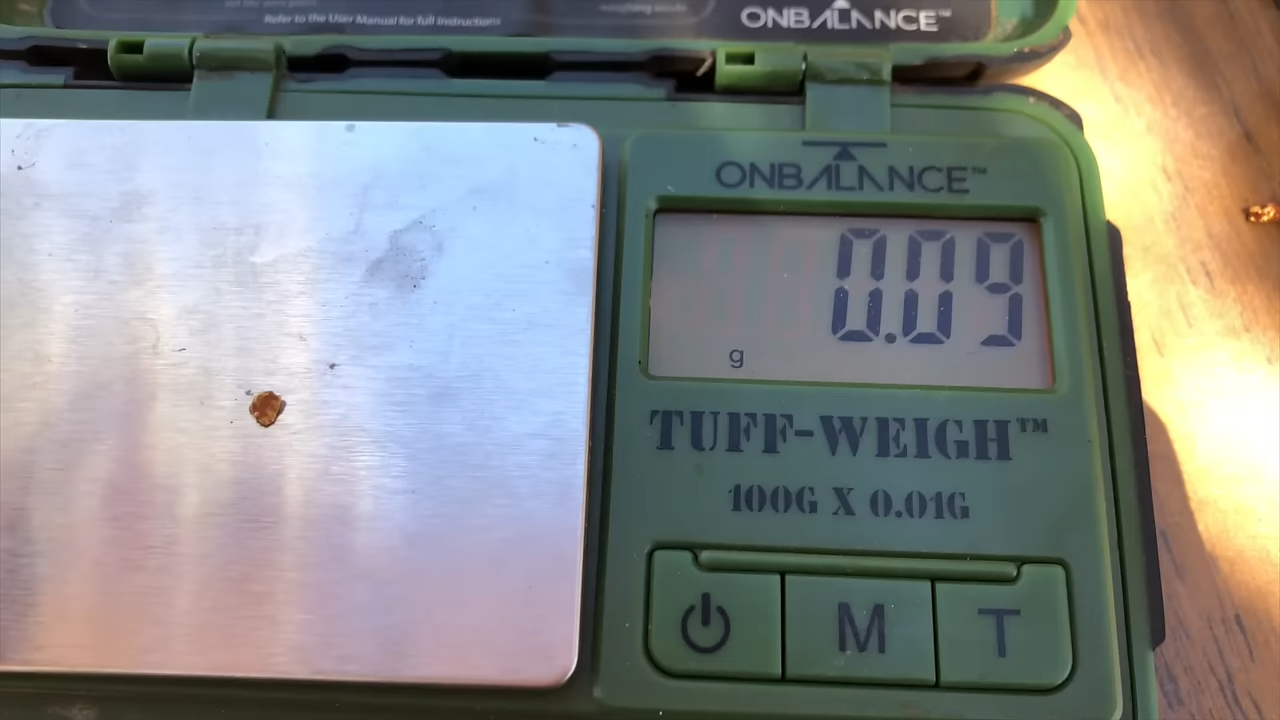 Refer to the User Manual for full Instructions
ONBALANCE™
ONBALANCE™
0.09
g
TUFF-WEIGH™
100G X 0.01G
M
T